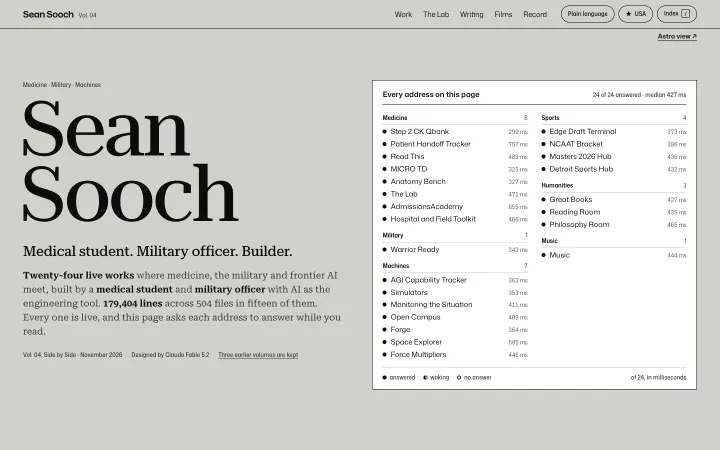 Sean Sooch Vol. 04
Work The Lab Writing Films Record Plain language ★ USA Index /
Astra view ↗
Medicine · Military · Machines
Sean
Sooch
Medical student. Military officer. Builder.
Twenty-four live works where medicine, the military and frontier AI
meet, built by a medical student and military officer with AI as the
engineering tool. 179,404 lines across 504 files in fifteen of them.
Every one is live, and this page asks each address to answer while you
read.
Vol. 04, Side by Side · November 2026 Designed by Claude Fable 5.2 Three earlier volumes are kept
Every address on this page 24 of 24 answered · median 427 ms
Medicine 8
Step 2 CK Qbank 299 ms
Patient Handoff Tracker 757 ms
Read This 489 ms
MICRO TD 323 ms
Anatomy Bench 327 ms
The Lab 471 ms
AdmissionsAcademy 655 ms
Hospital and Field Toolkit 466 ms
Military 1
Warrior Ready 343 ms
Machines 7
AGI Capability Tracker 363 ms
Simulators 353 ms
Monitoring the Situation 411 ms
Open Campus 489 ms
Forge 364 ms
Space Explorer 585 ms
Force Multipliers 446 ms
Sports 4
Edge Draft Terminal 373 ms
NCAAT Bracket 386 ms
Masters 2026 Hub 436 ms
Detroit Sports Hub 432 ms
Humanities 3
Great Books 427 ms
Reading Room 435 ms
Philosophy Room 465 ms
Music 1
Music 444 ms
answered waking no answer of 24, in milliseconds